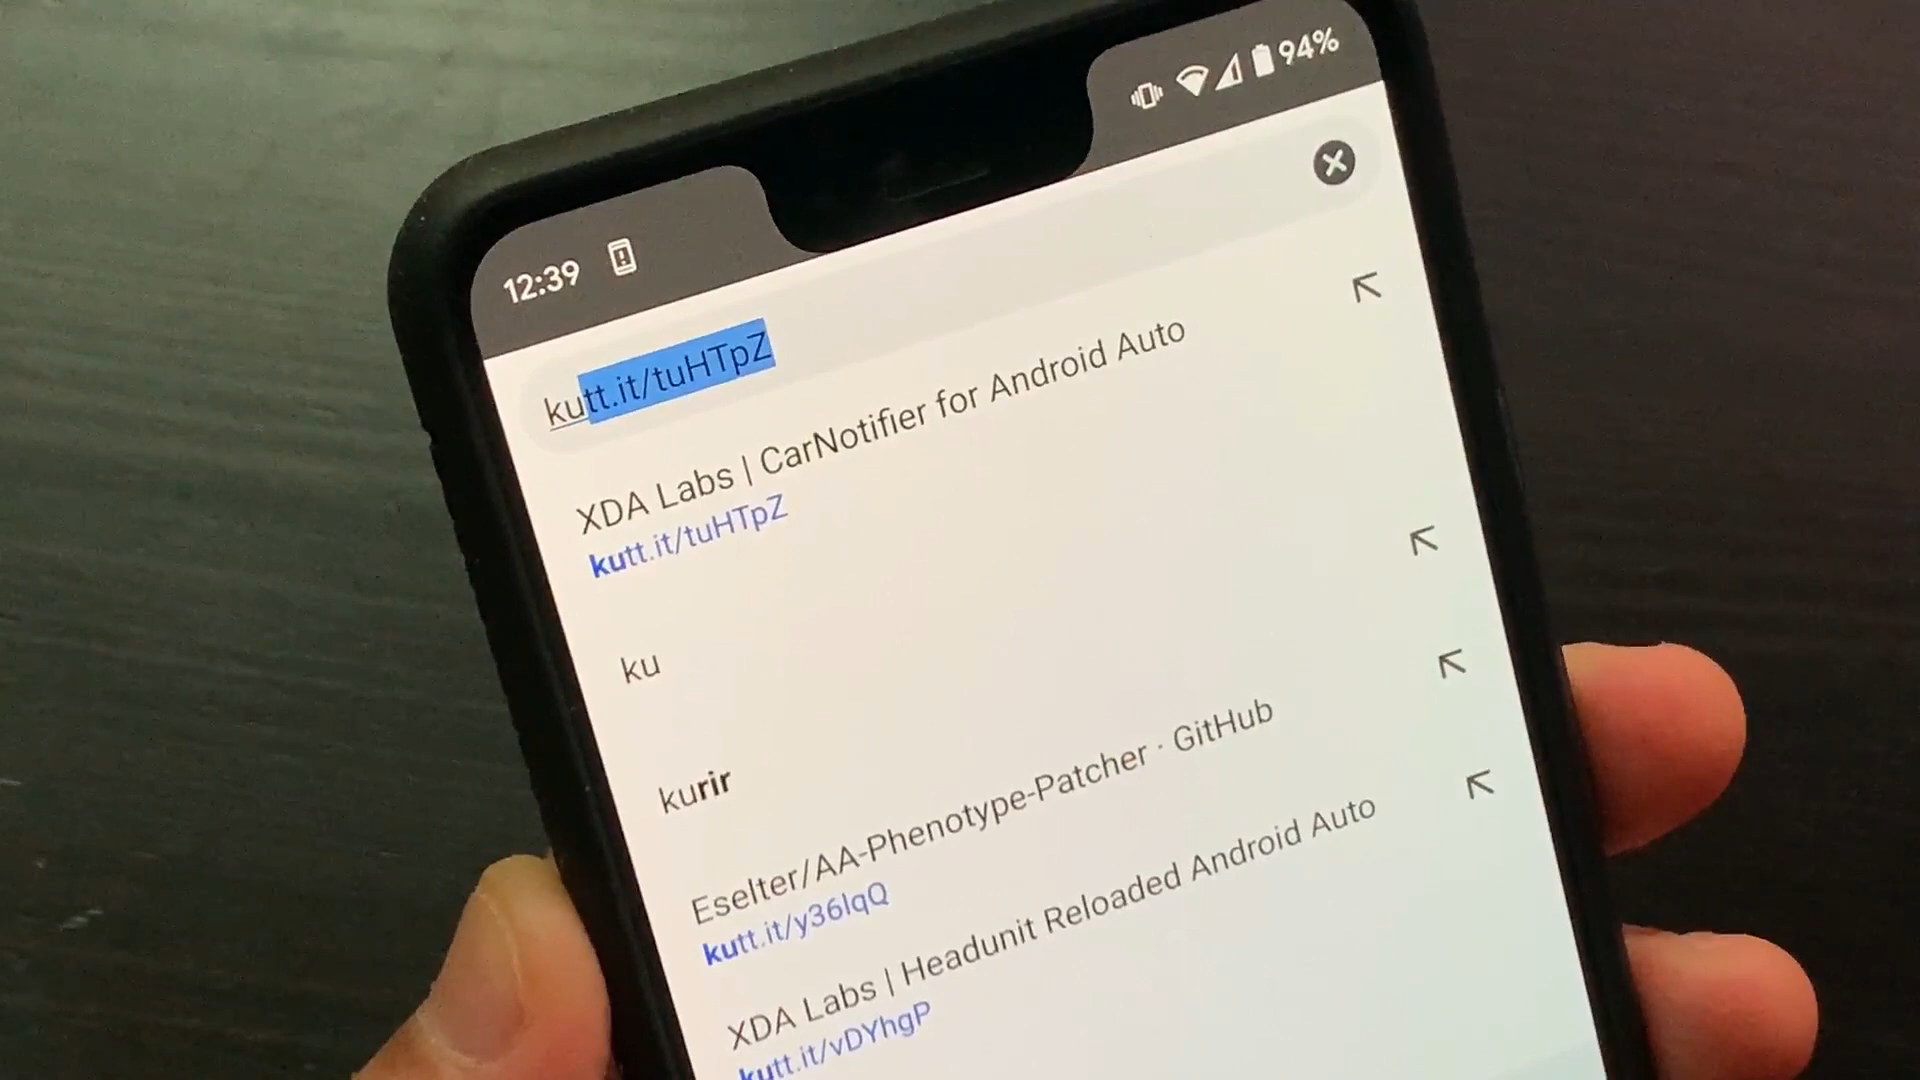 12:39
94%
kutt.it/tuHTpZ
XDA Labs | CarNotifier for Android Auto
kutt.it/tuHTpZ
ku
kurir
Eselter/AA-Phenotype-Patcher · GitHub
kutt.it/y36lqQ
XDA Labs | Headunit Reloaded Android Auto
kutt.it/vDYhgP